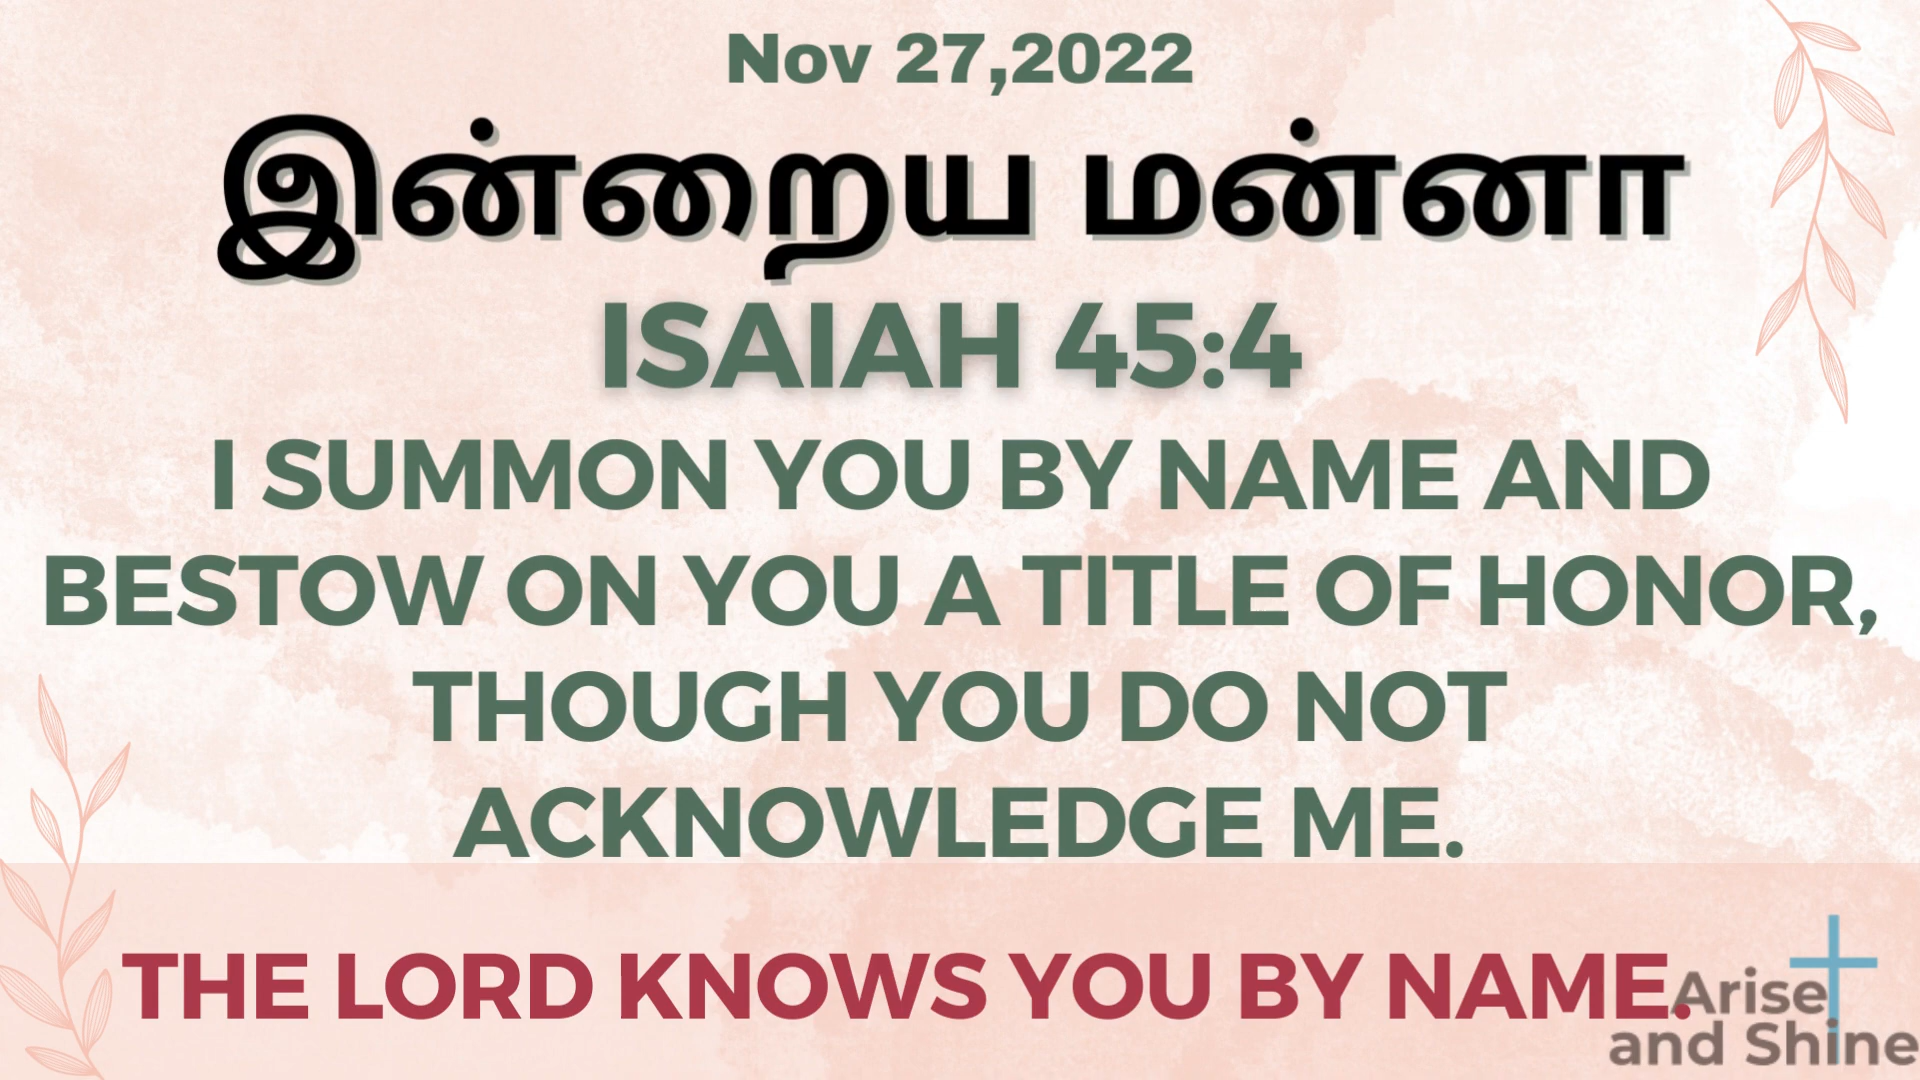 Nov 27,2022
இன்றைய மன்னா
ISAIAH 45:4
I SUMMON YOU BY NAME AND
BESTOW ON YOU A TITLE OF HONOR,
THOUGH YOU DO NOT
ACKNOWLEDGE ME.
THE LORD KNOWS YOU BY NAME.
Arise
and Shine